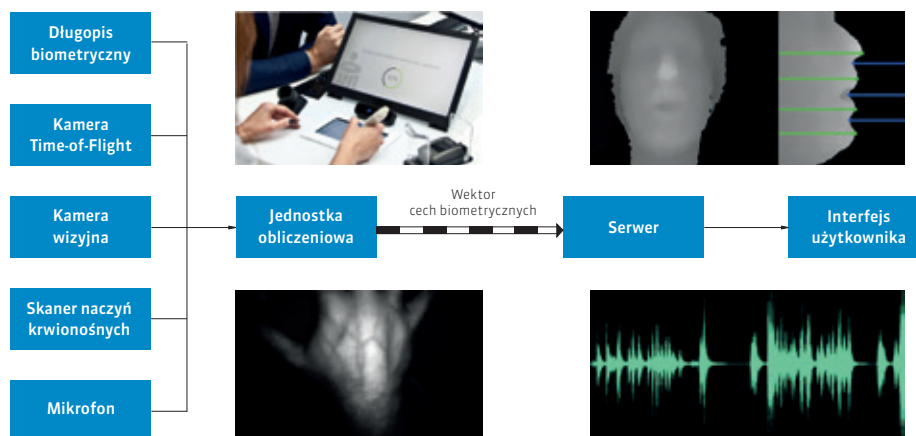 Długopis
biometryczny
Kamera
Time-of-Flight
Kamera
wizyjna
Skaner naczyń
krwionośnych
Mikrofon
Jednostka
obliczeniowa
Wektor
cech biometrycznych
Serwer
Interfejs
użytkownika